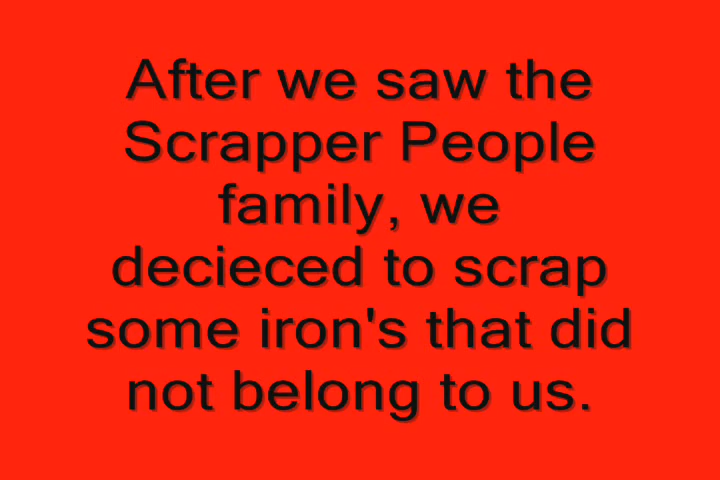 After we saw the
Scrapper People
family, we
decieced to scrap
some iron's that did
not belong to us.